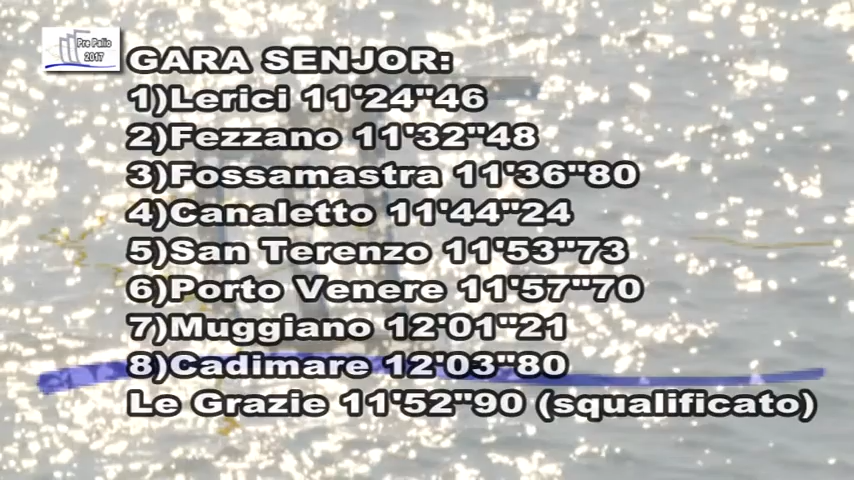 Pre Palio
2017
GARA SENJOR:
1)Lerici 11'24"46
2)Fezzano 11'32"48
3)Fossamastra 11'36"80
4)Canaletto 11'44"24
5)San Terenzo 11'53"73
6)Porto Venere 11'57"70
7)Muggiano 12'01"21
8)Cadimare 12'03"80
Le Grazie 11'52"90 (squalificato)